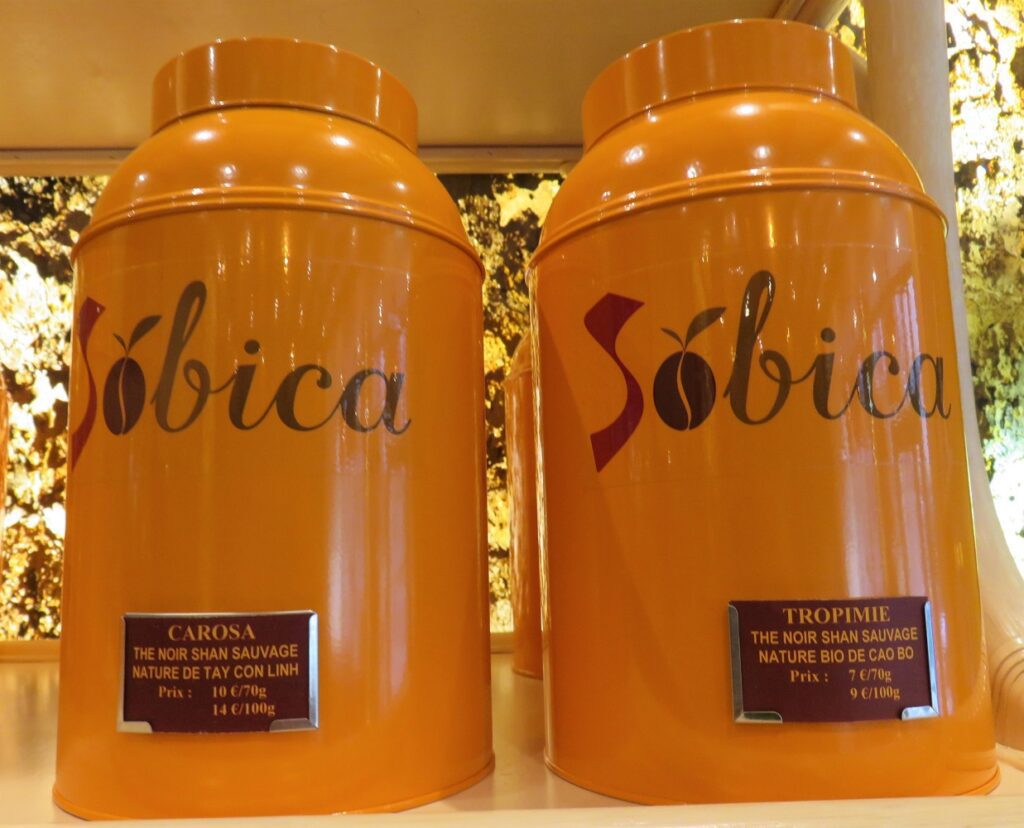 Sobica
CAROSA
THE NOIR SHAN SAUVAGE
NATURE DE TAY CON LINH
Prix : 10 €/70g
14 €/100g
Sobica
TROPIMIE
THE NOIR SHAN SAUVAGE
NATURE BIO DE CAO BO
Prix : 7 €/70g
9 €/100g